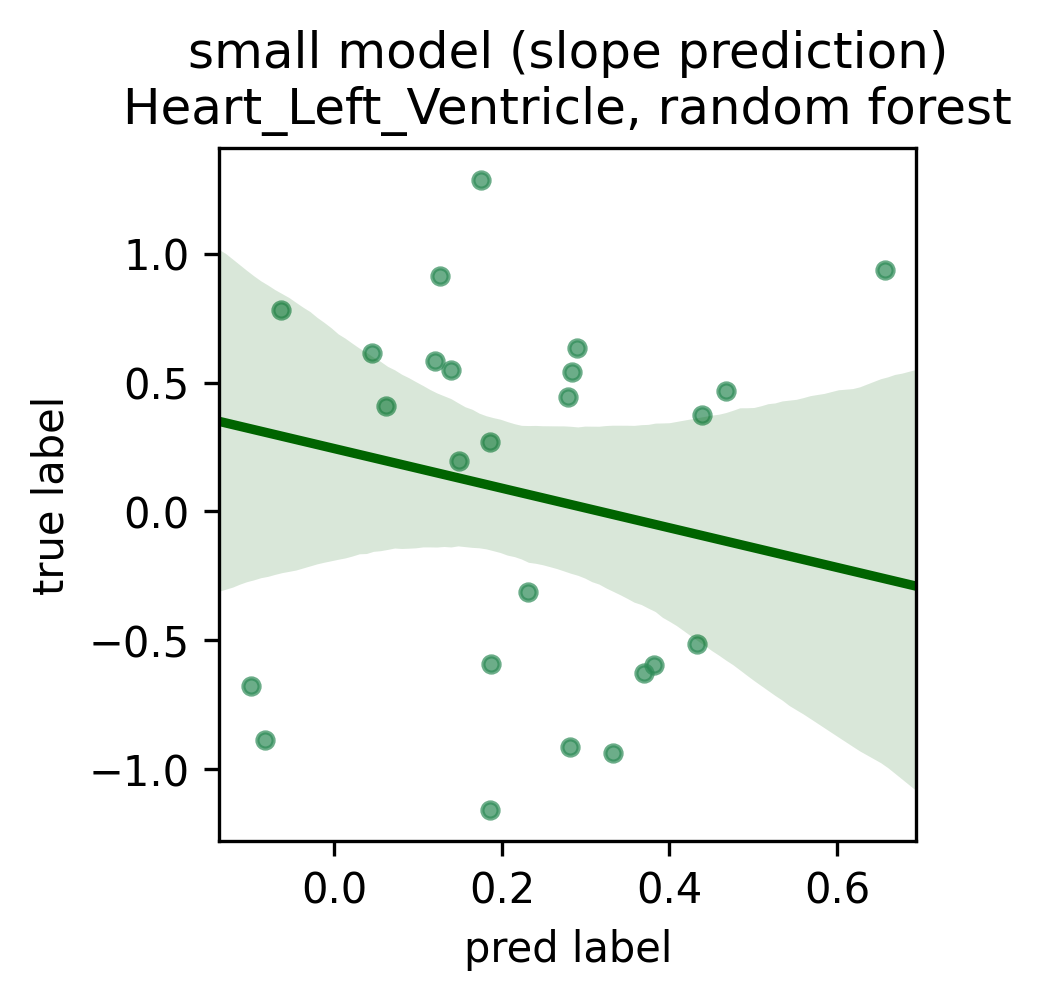 small model (slope prediction)
Heart_Left_Ventricle, random forest
true label
1.0
0.5
0.0
−0.5
−1.0
0.0 0.2 0.4 0.6
pred label